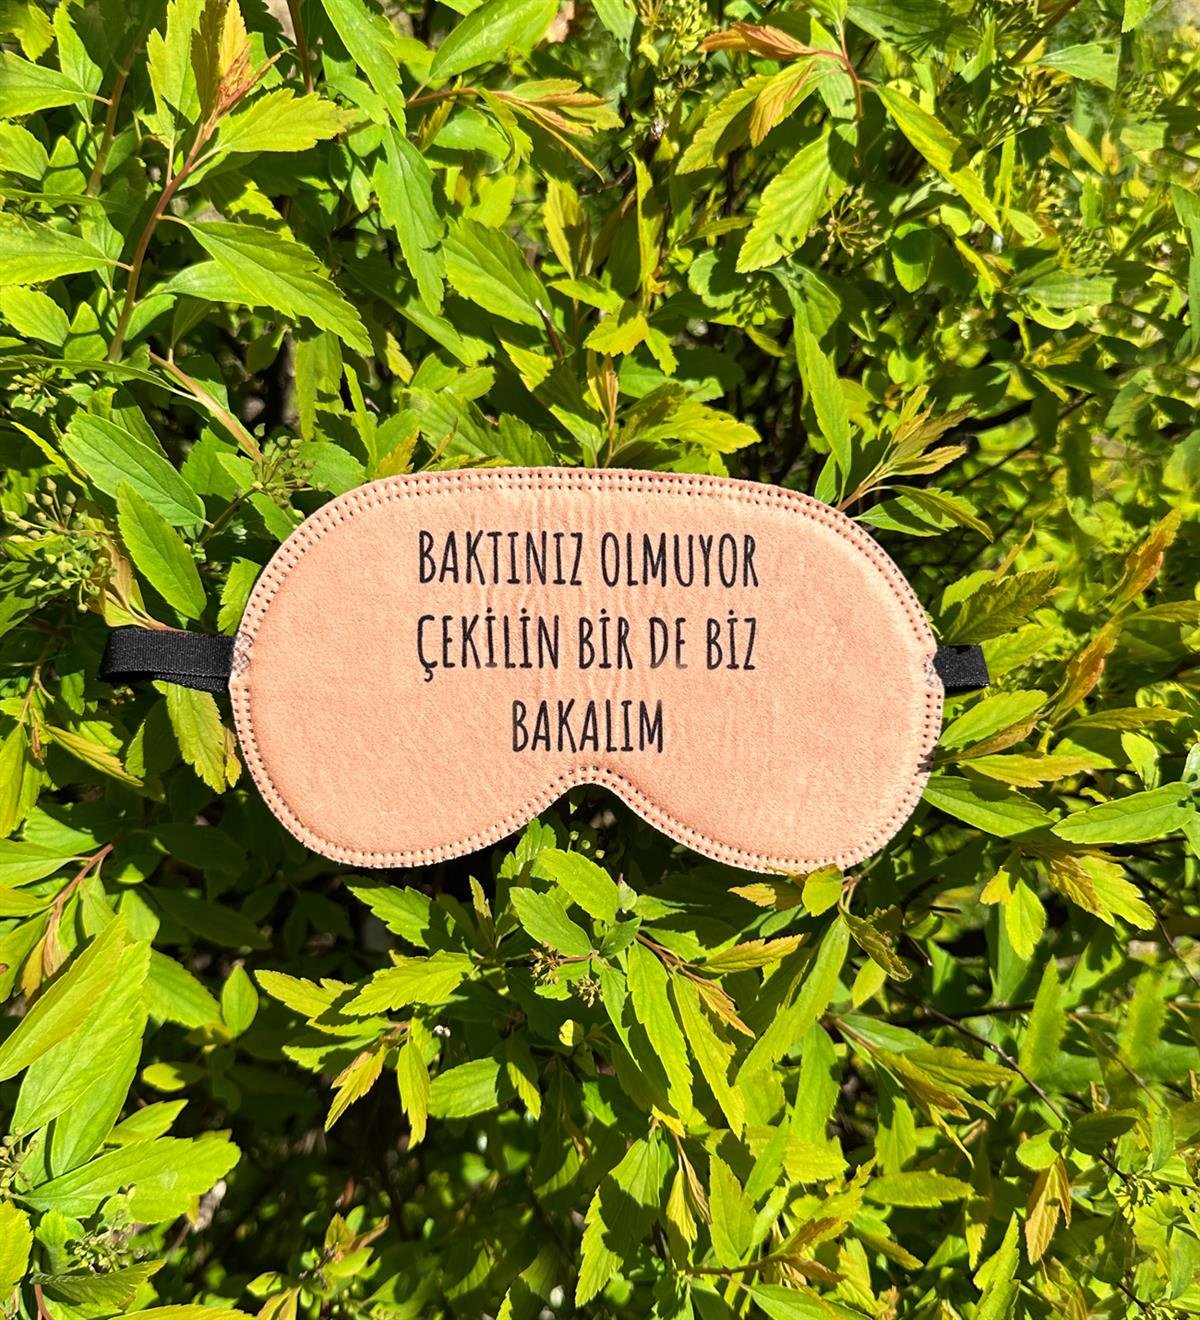 BAKTINIZ OLMUYOR
ÇEKİLİN BİR DE BİZ
BAKALIM